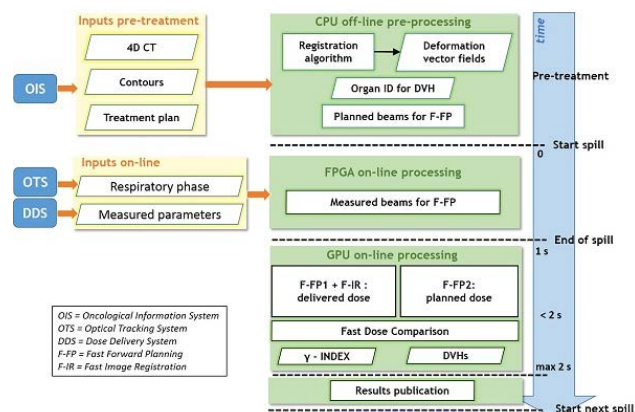 Inputs pre-treatment
4D CT
Contours
Treatment plan
OIS
CPU off-line pre-processing
Registration
algorithm
Deformation
vector fields
Organ ID for DVH
Planned beams for F-FP
time
Pre-treatment
Start spill
0
Inputs on-line
OTS
Respiratory phase
DDS
Measured parameters
FPGA on-line processing
Measured beams for F-FP
End of spill
1 s
GPU on-line processing
F-FP1 + F-IR :
delivered dose
F-FP2:
planned dose
< 2 s
Fast Dose Comparison
γ - INDEX
DVHs
max 2 s
Results publication
Start next spill
OIS = Oncological Information System
OTS = Optical Tracking System
DDS = Dose Delivery System
F-FP = Fast Forward Planning
F-IR = Fast Image Registration